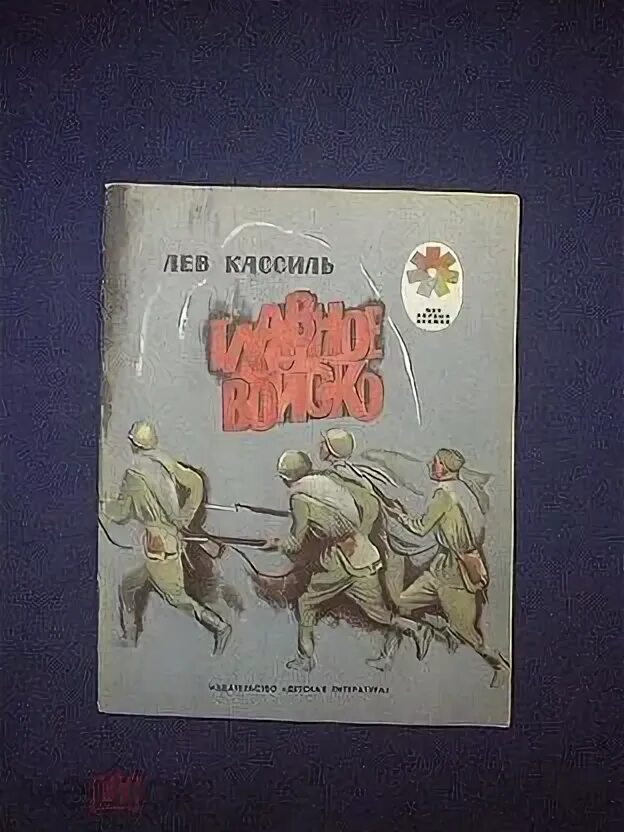 ЛЕВ КАССИЛЬ
ГЛАВНОЕ
ВОЙСКО
ИЗДАТЕЛЬСТВО «ДЕТСКАЯ ЛИТЕРАТУРА»